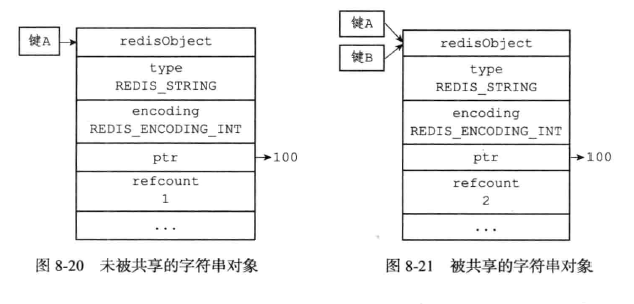 键A
redisObject
type
REDIS_STRING
encoding
REDIS_ENCODING_INT
ptr
100
refcount
1
...
图 8-20 未被共享的字符串对象
键A
键B
redisObject
type
REDIS_STRING
encoding
REDIS_ENCODING_INT
ptr
100
refcount
2
...
图 8-21 被共享的字符串对象